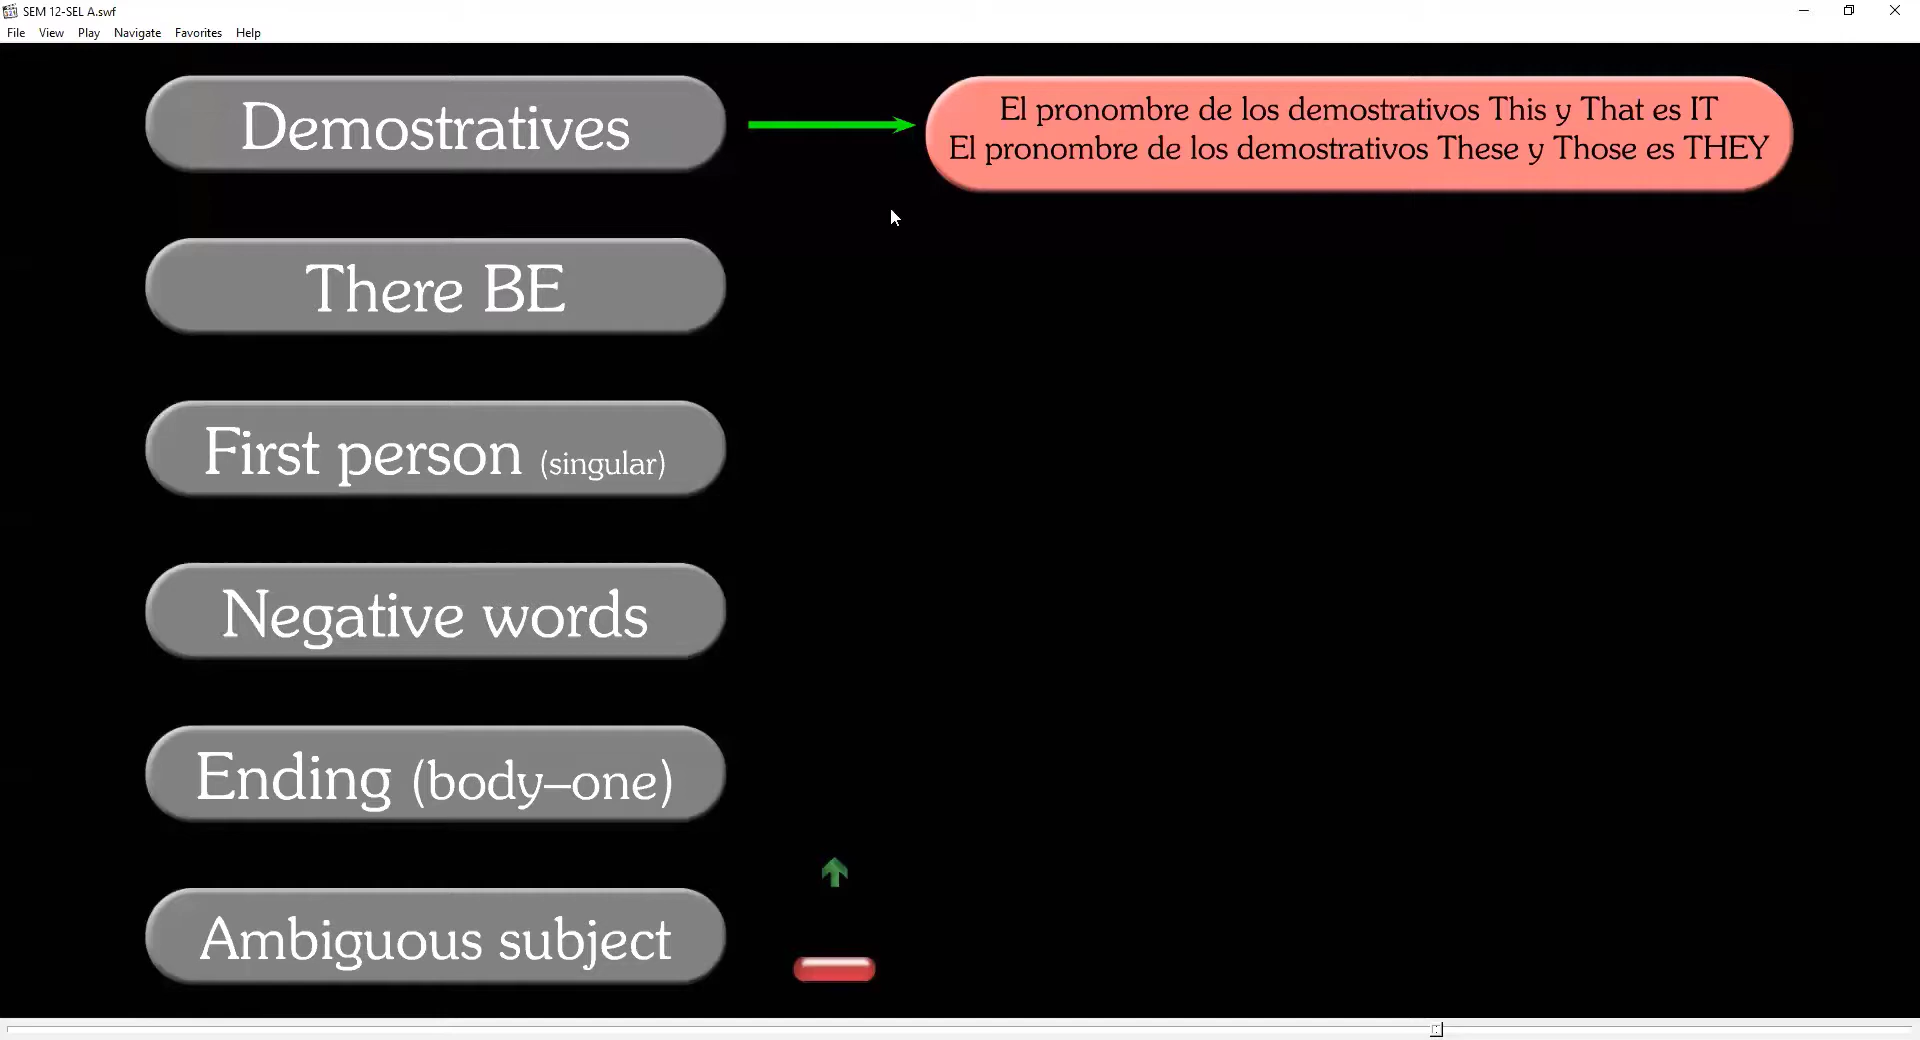 SEM 12-SEL A.swf
File View Play Navigate Favorites Help
Demostratives
El pronombre de los demostrativos This y That es IT
El pronombre de los demostrativos These y Those es THEY
There BE
First person (singular)
Negative words
Ending (body–one)
Ambiguous subject